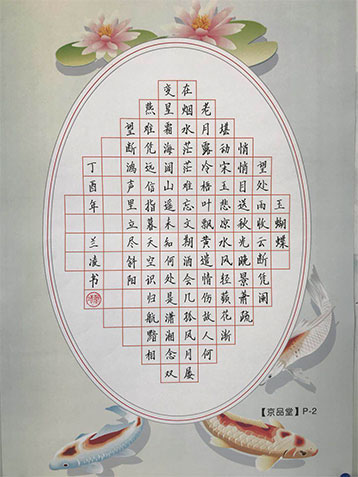 玉蝴蝶
望处雨收云断凭阑
悄悄目送秋光晚景萧疏
堪动宋玉悲凉水风轻蘋花渐
老月露冷梧叶飘黄遣情伤故人何
在烟水茫茫难忘文期酒会几孤风月屡
变星霜海阔山遥未知何处是潇湘念双
燕难凭远信指暮天空识归航黯相
望断鸿声里立尽斜阳
丁酉年 兰凌书
【京品堂】P-2